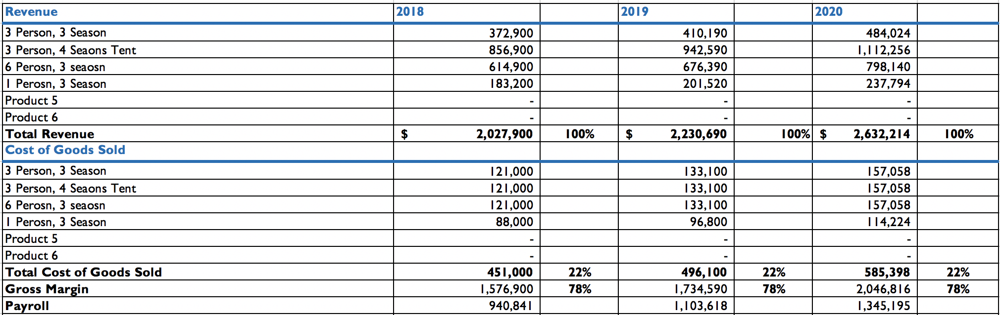 Revenue 2018 2019 2020
3 Person, 3 Season 372,900 410,190 484,024
3 Person, 4 Seaons Tent 856,900 942,590 1,112,256
6 Perosn, 3 seaosn 614,900 676,390 798,140
1 Perosn, 3 Season 183,200 201,520 237,794
Product 5 - - -
Product 6 - - -
Total Revenue $ 2,027,900 100% $ 2,230,690 100% $ 2,632,214 100%
Cost of Goods Sold
3 Person, 3 Season 121,000 133,100 157,058
3 Person, 4 Seaons Tent 121,000 133,100 157,058
6 Perosn, 3 seaosn 121,000 133,100 157,058
1 Perosn, 3 Season 88,000 96,800 114,224
Product 5 - - -
Product 6 - - -
Total Cost of Goods Sold 451,000 22% 496,100 22% 585,398 22%
Gross Margin 1,576,900 78% 1,734,590 78% 2,046,816 78%
Payroll 940,841 1,103,618 1,345,195